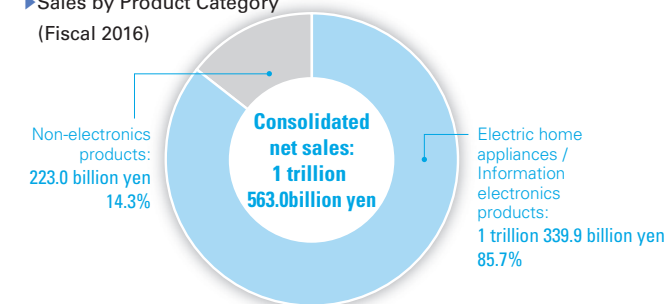 ▶Sales by Product Category
(Fiscal 2016)
Non-electronics
products:
223.0 billion yen
14.3%
Consolidated
net sales:
1 trillion
563.0billion yen
Electric home
appliances /
Information
electronics
products:
1 trillion 339.9 billion yen
85.7%